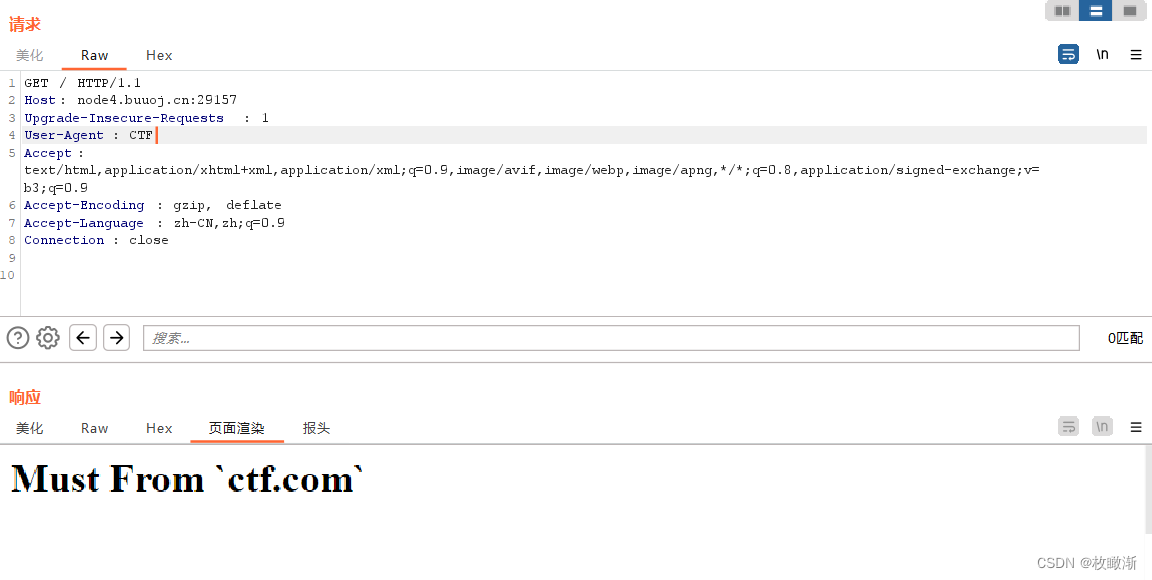 请求
美化 Raw Hex
\n
1 GET / HTTP/1.1
2 Host : node4.buuoj.cn:29157
3 Upgrade-Insecure-Requests : 1
4 User-Agent : CTF
5 Accept :
text/html,application/xhtml+xml,application/xml;q=0.9,image/avif,image/webp,image/apng,*/*;q=0.8,application/signed-exchange;v=
b3;q=0.9
6 Accept-Encoding : gzip, deflate
7 Accept-Language : zh-CN,zh;q=0.9
8 Connection : close
9
10
? 搜索... 0匹配
响应
美化 Raw Hex 页面渲染 报头
\n
Must From `ctf.com`
CSDN @枚瞰渐